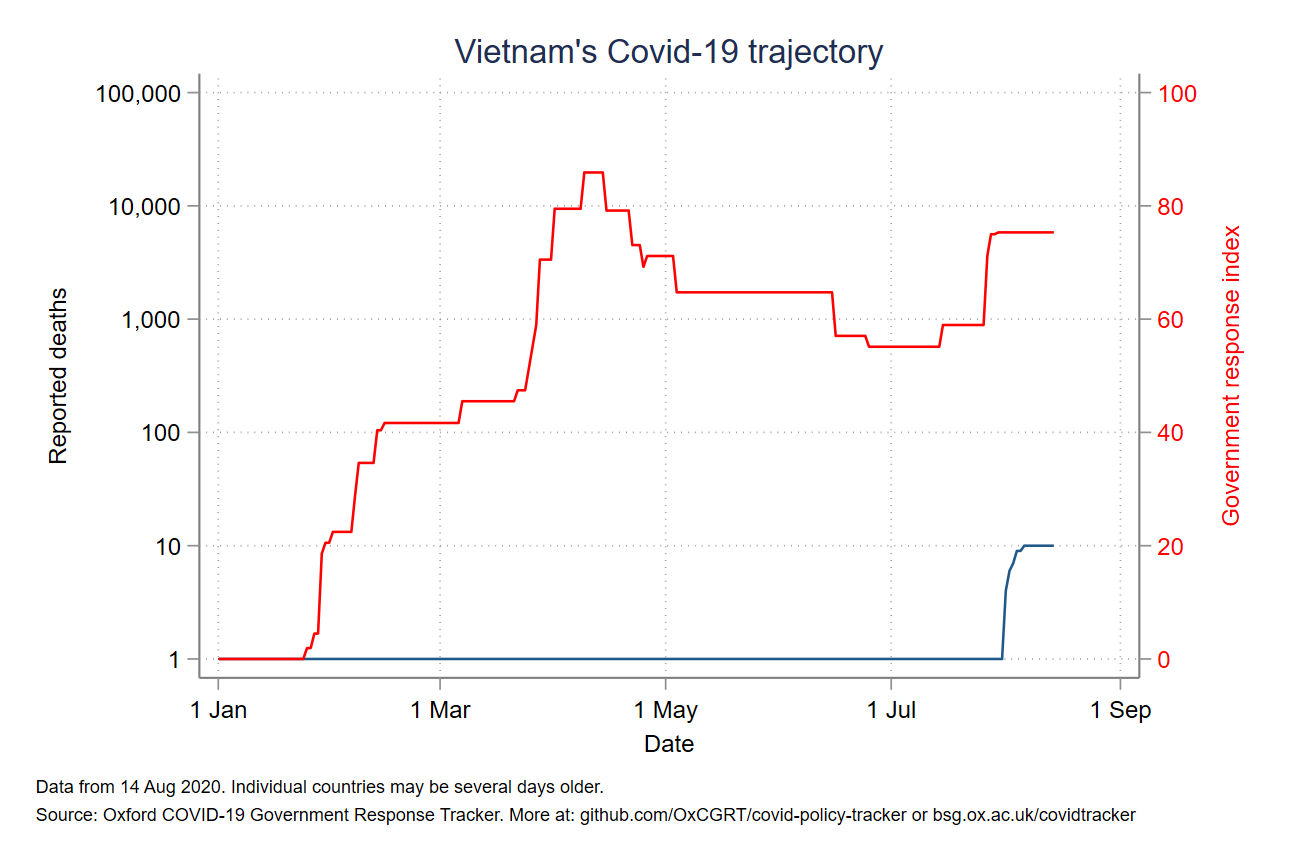 Vietnam's Covid-19 trajectory
100,000
10,000
1,000
100
10
1
Reported deaths
100
80
60
40
20
0
Government response index
1 Jan
1 Mar
1 May
1 Jul
1 Sep
Date
Data from 14 Aug 2020. Individual countries may be several days older.
Source: Oxford COVID-19 Government Response Tracker. More at: github.com/OxCGRT/covid-policy-tracker or bsg.ox.ac.uk/covidtracker